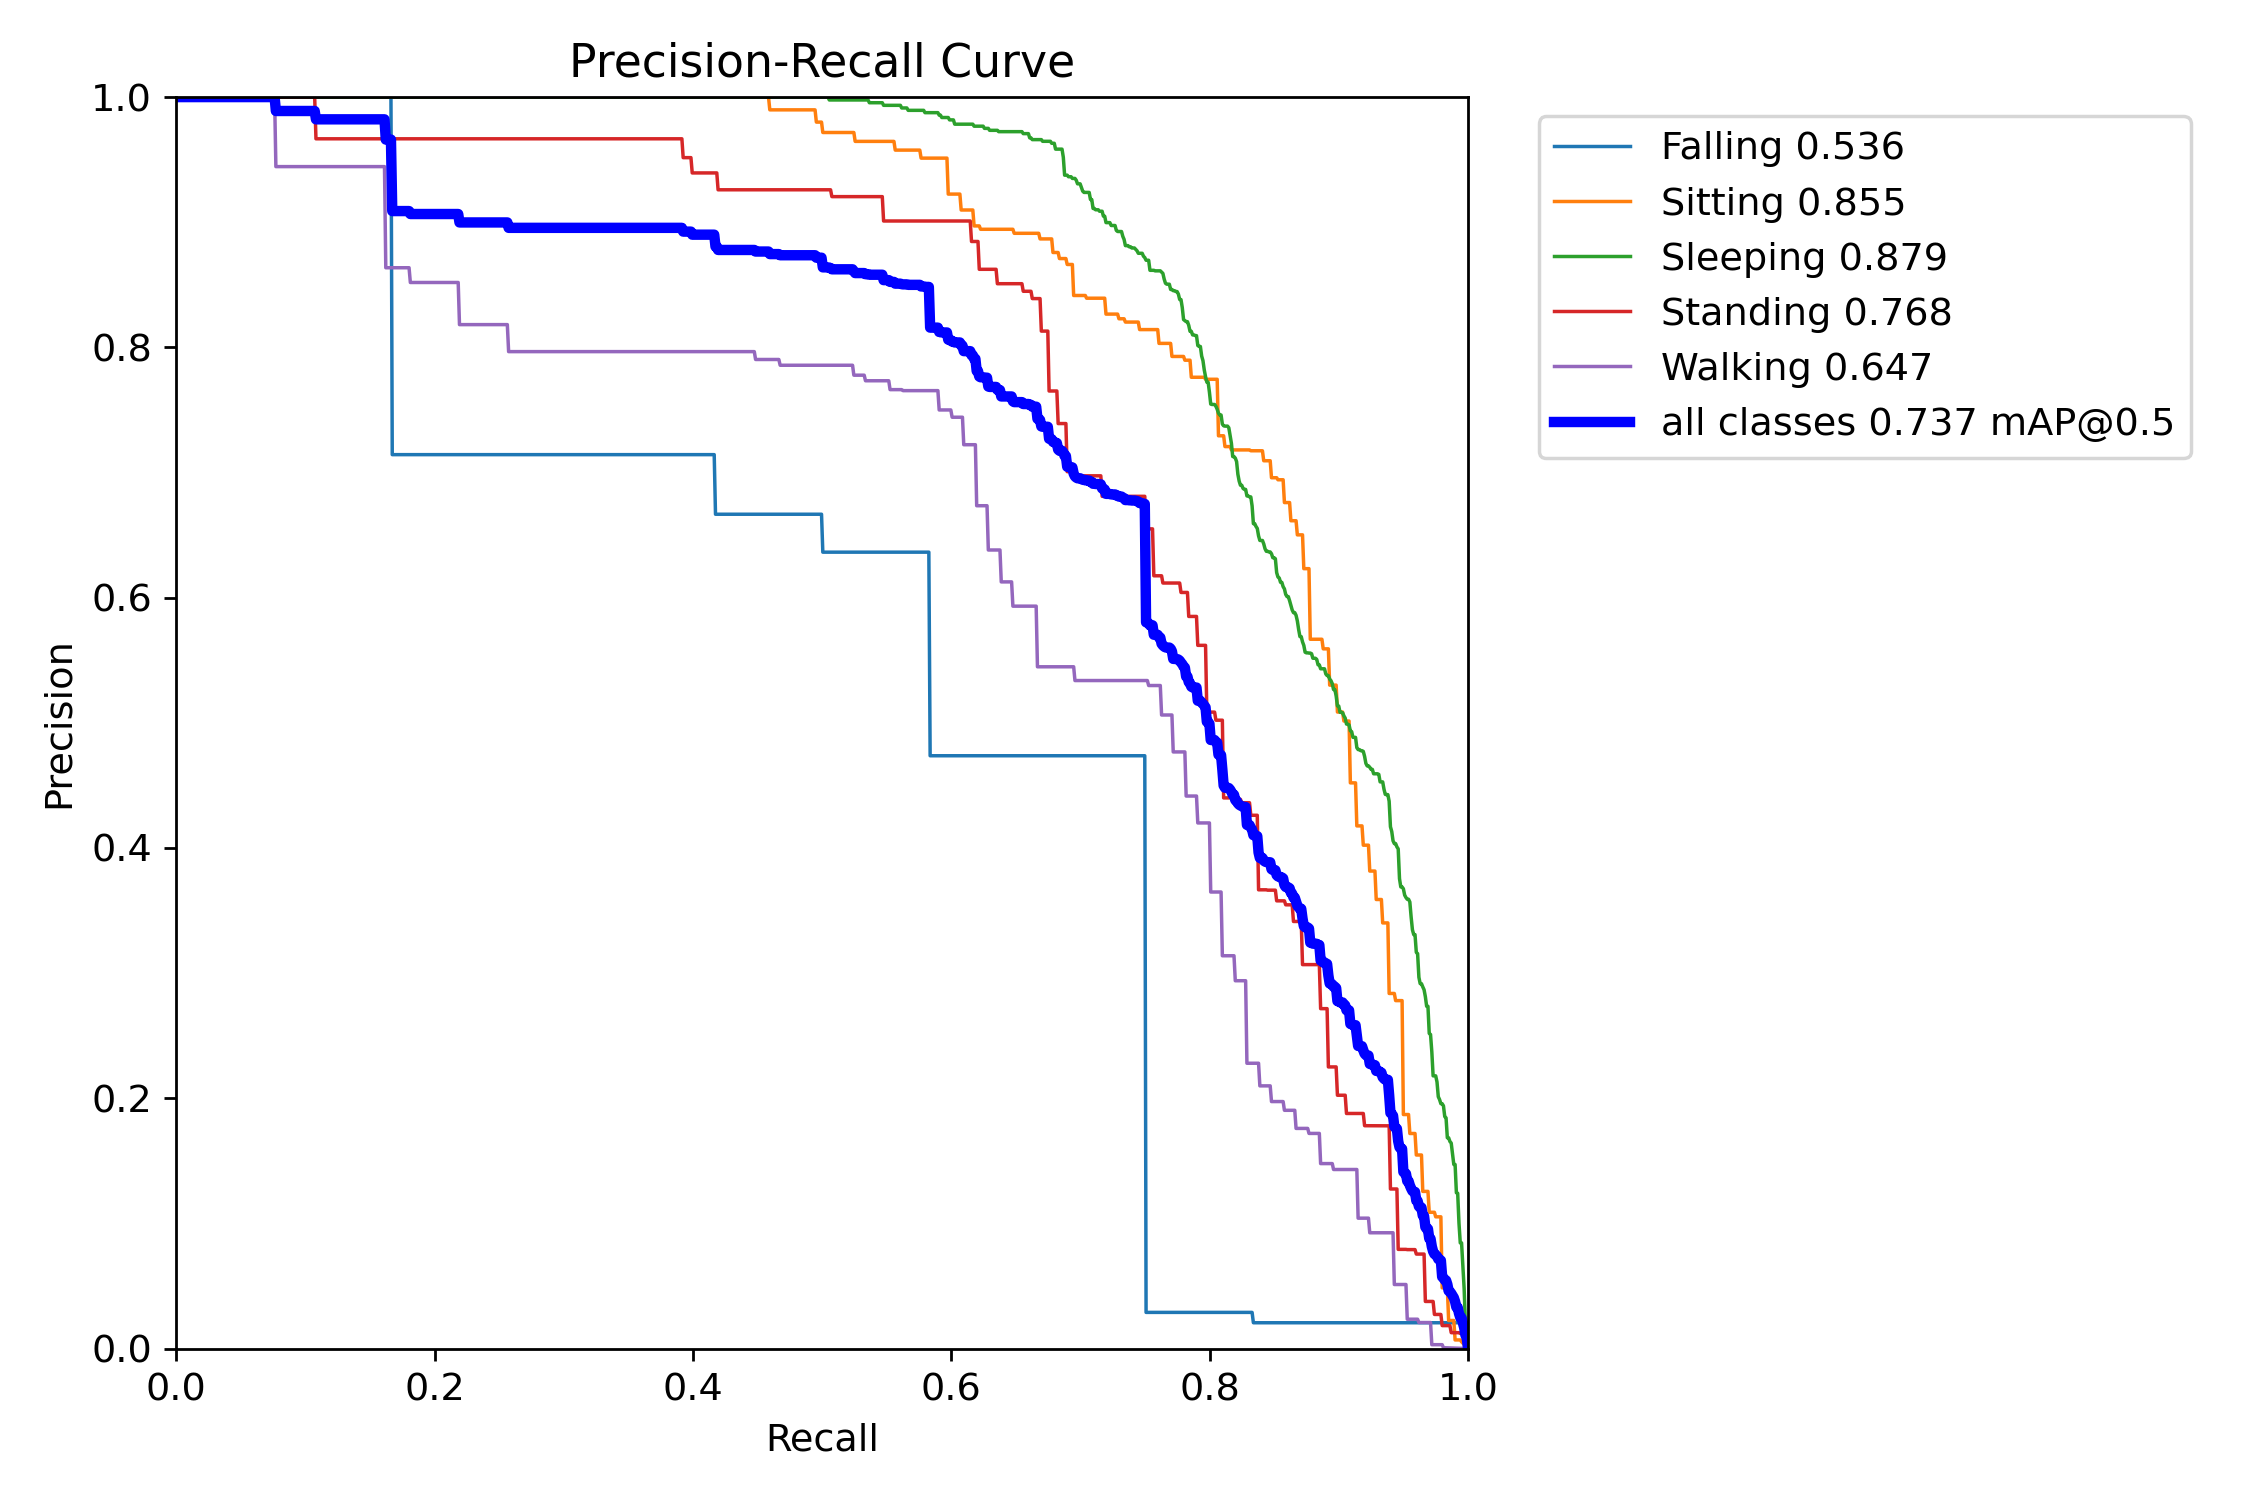 Precision-Recall Curve
1.0
0.8
0.6
0.4
0.2
0.0
Precision
0.0 0.2 0.4 0.6 0.8 1.0
Recall
Falling 0.536
Sitting 0.855
Sleeping 0.879
Standing 0.768
Walking 0.647
all classes 0.737 mAP@0.5